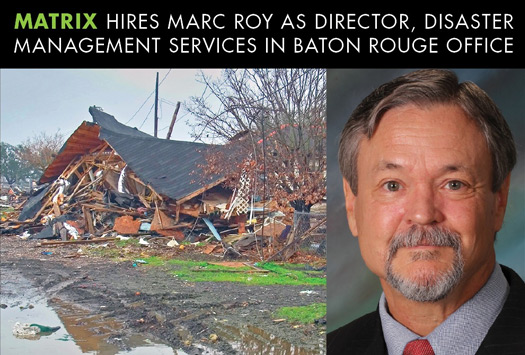 MATRIX HIRES MARC ROY AS DIRECTOR, DISASTER
MANAGEMENT SERVICES IN BATON ROUGE OFFICE